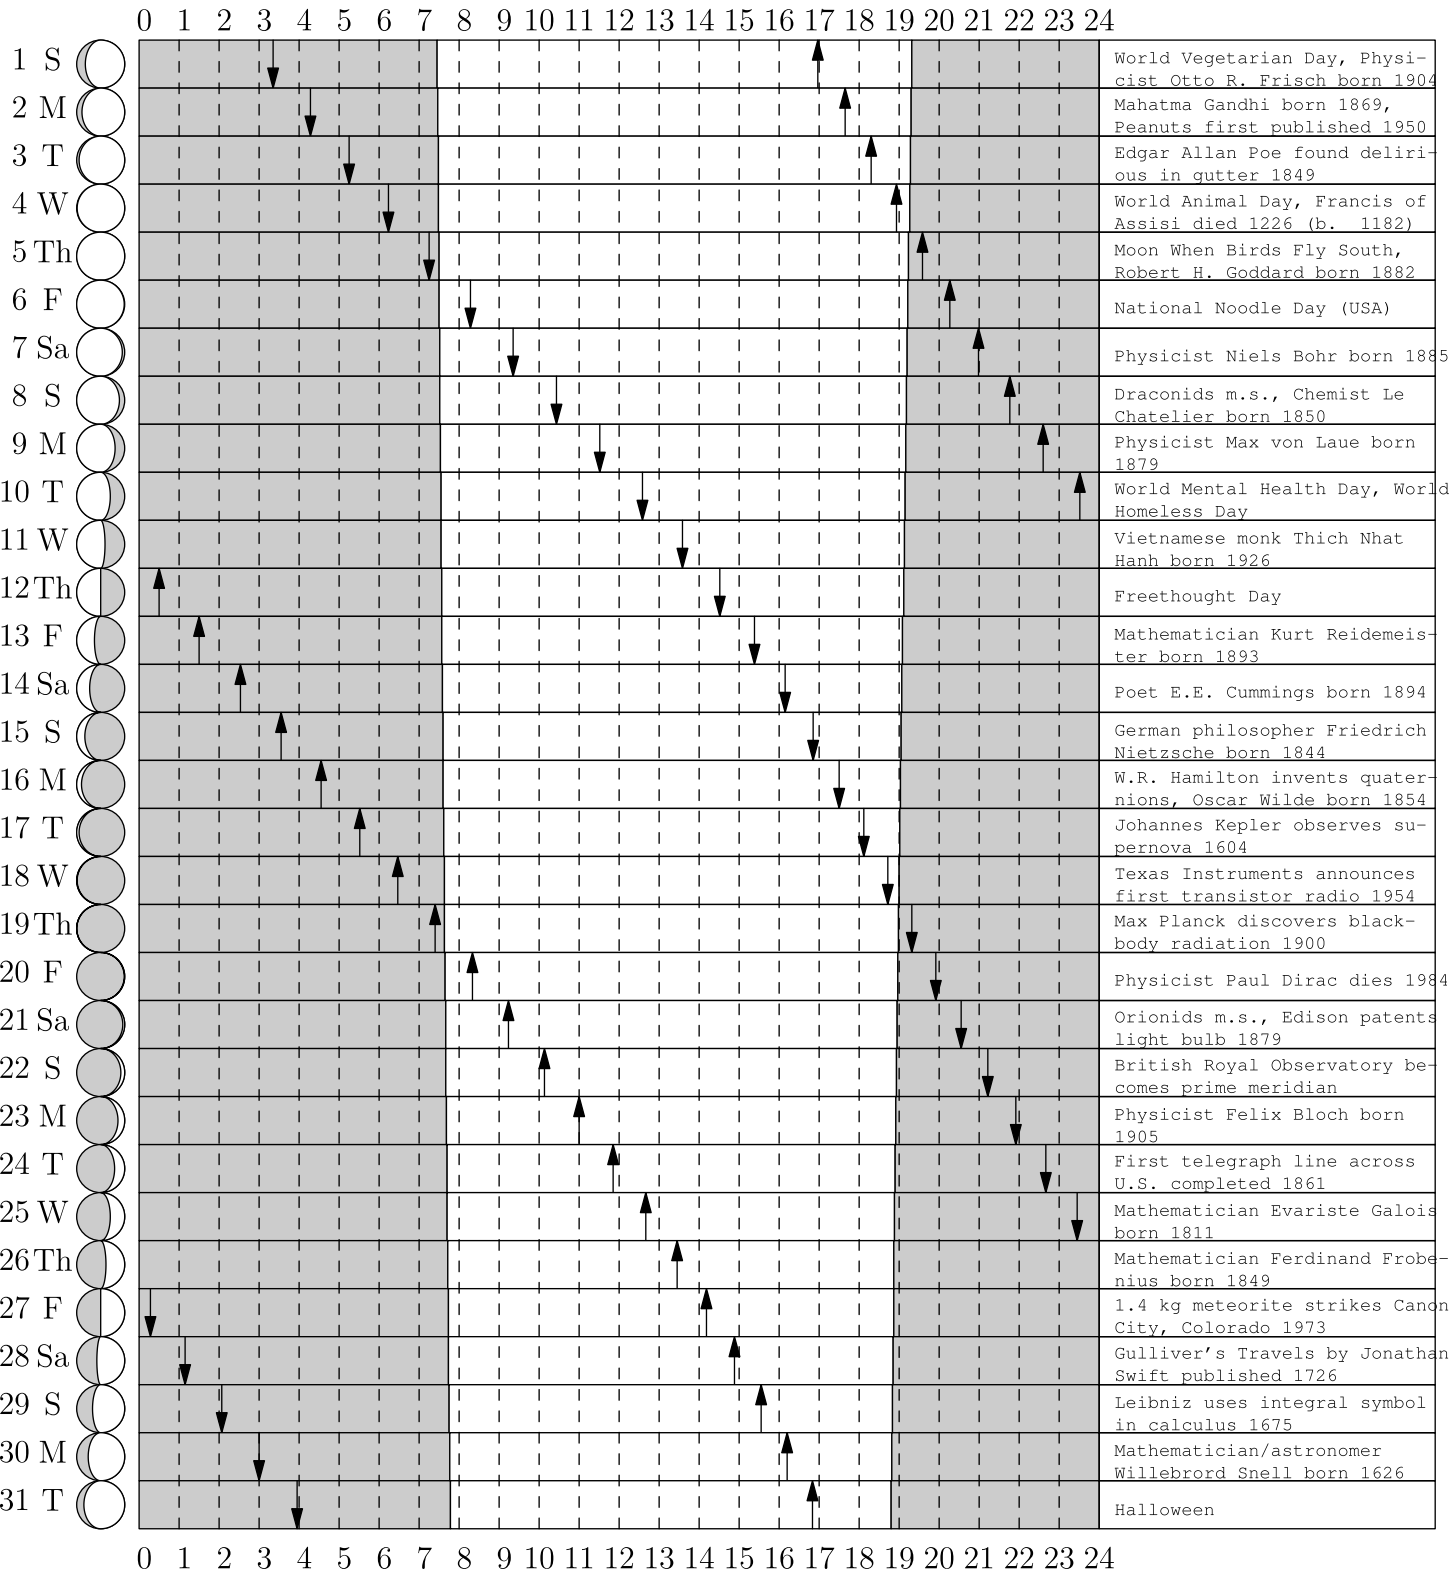 0 1 2 3 4 5 6 7 8 9 10 11 12 13 14 15 16 17 18 19 20 21 22 23 24
1 S World Vegetarian Day, Physi-
cist Otto R. Frisch born 1904
2 M Mahatma Gandhi born 1869,
Peanuts first published 1950
3 T Edgar Allan Poe found deliri-
ous in gutter 1849
4 W World Animal Day, Francis of
Assisi died 1226 (b. 1182)
5 Th Moon When Birds Fly South,
Robert H. Goddard born 1882
6 F National Noodle Day (USA)
7 Sa Physicist Niels Bohr born 1885
8 S Draconids m.s., Chemist Le
Chatelier born 1850
9 M Physicist Max von Laue born
1879
10 T World Mental Health Day, World
Homeless Day
11 W Vietnamese monk Thich Nhat
Hanh born 1926
12 Th Freethought Day
13 F Mathematician Kurt Reidemeis-
ter born 1893
14 Sa Poet E.E. Cummings born 1894
15 S German philosopher Friedrich
Nietzsche born 1844
16 M W.R. Hamilton invents quater-
nions, Oscar Wilde born 1854
17 T Johannes Kepler observes su-
pernova 1604
18 W Texas Instruments announces
first transistor radio 1954
19 Th Max Planck discovers black-
body radiation 1900
20 F Physicist Paul Dirac dies 1984
21 Sa Orionids m.s., Edison patents
light bulb 1879
22 S British Royal Observatory be-
comes prime meridian
23 M Physicist Felix Bloch born
1905
24 T First telegraph line across
U.S. completed 1861
25 W Mathematician Evariste Galois
born 1811
26 Th Mathematician Ferdinand Frobe-
nius born 1849
27 F 1.4 kg meteorite strikes Canon
City, Colorado 1973
28 Sa Gulliver's Travels by Jonathan
Swift published 1726
29 S Leibniz uses integral symbol
in calculus 1675
30 M Mathematician/astronomer
Willebrord Snell born 1626
31 T Halloween
0 1 2 3 4 5 6 7 8 9 10 11 12 13 14 15 16 17 18 19 20 21 22 23 24